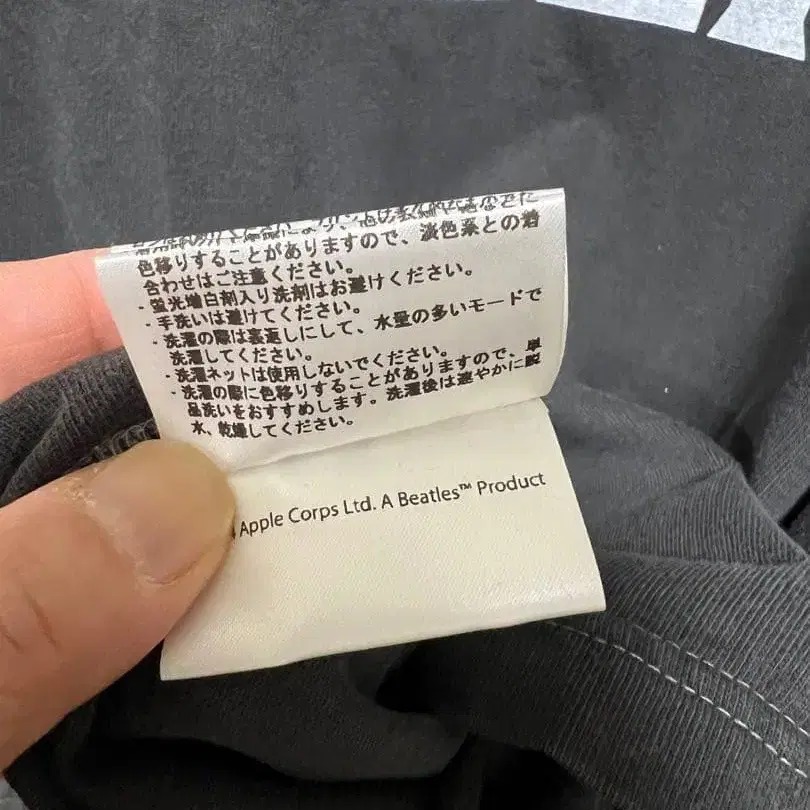 色移りすることがありますので、淡色系との着
合わせはご注意ください。
・蛍光増白剤入り洗剤はお避けください。
・手洗いは避けてください。
・洗濯の際は裏返しにして、水量の多いモードで
洗濯してください。
・洗濯ネットは使用しないでください。
・洗濯の際に色移りすることがありますので、単
品洗いをおすすめします。洗濯後は速やかに脱
水、乾燥してください。
Apple Corps Ltd. A Beatles™ Product